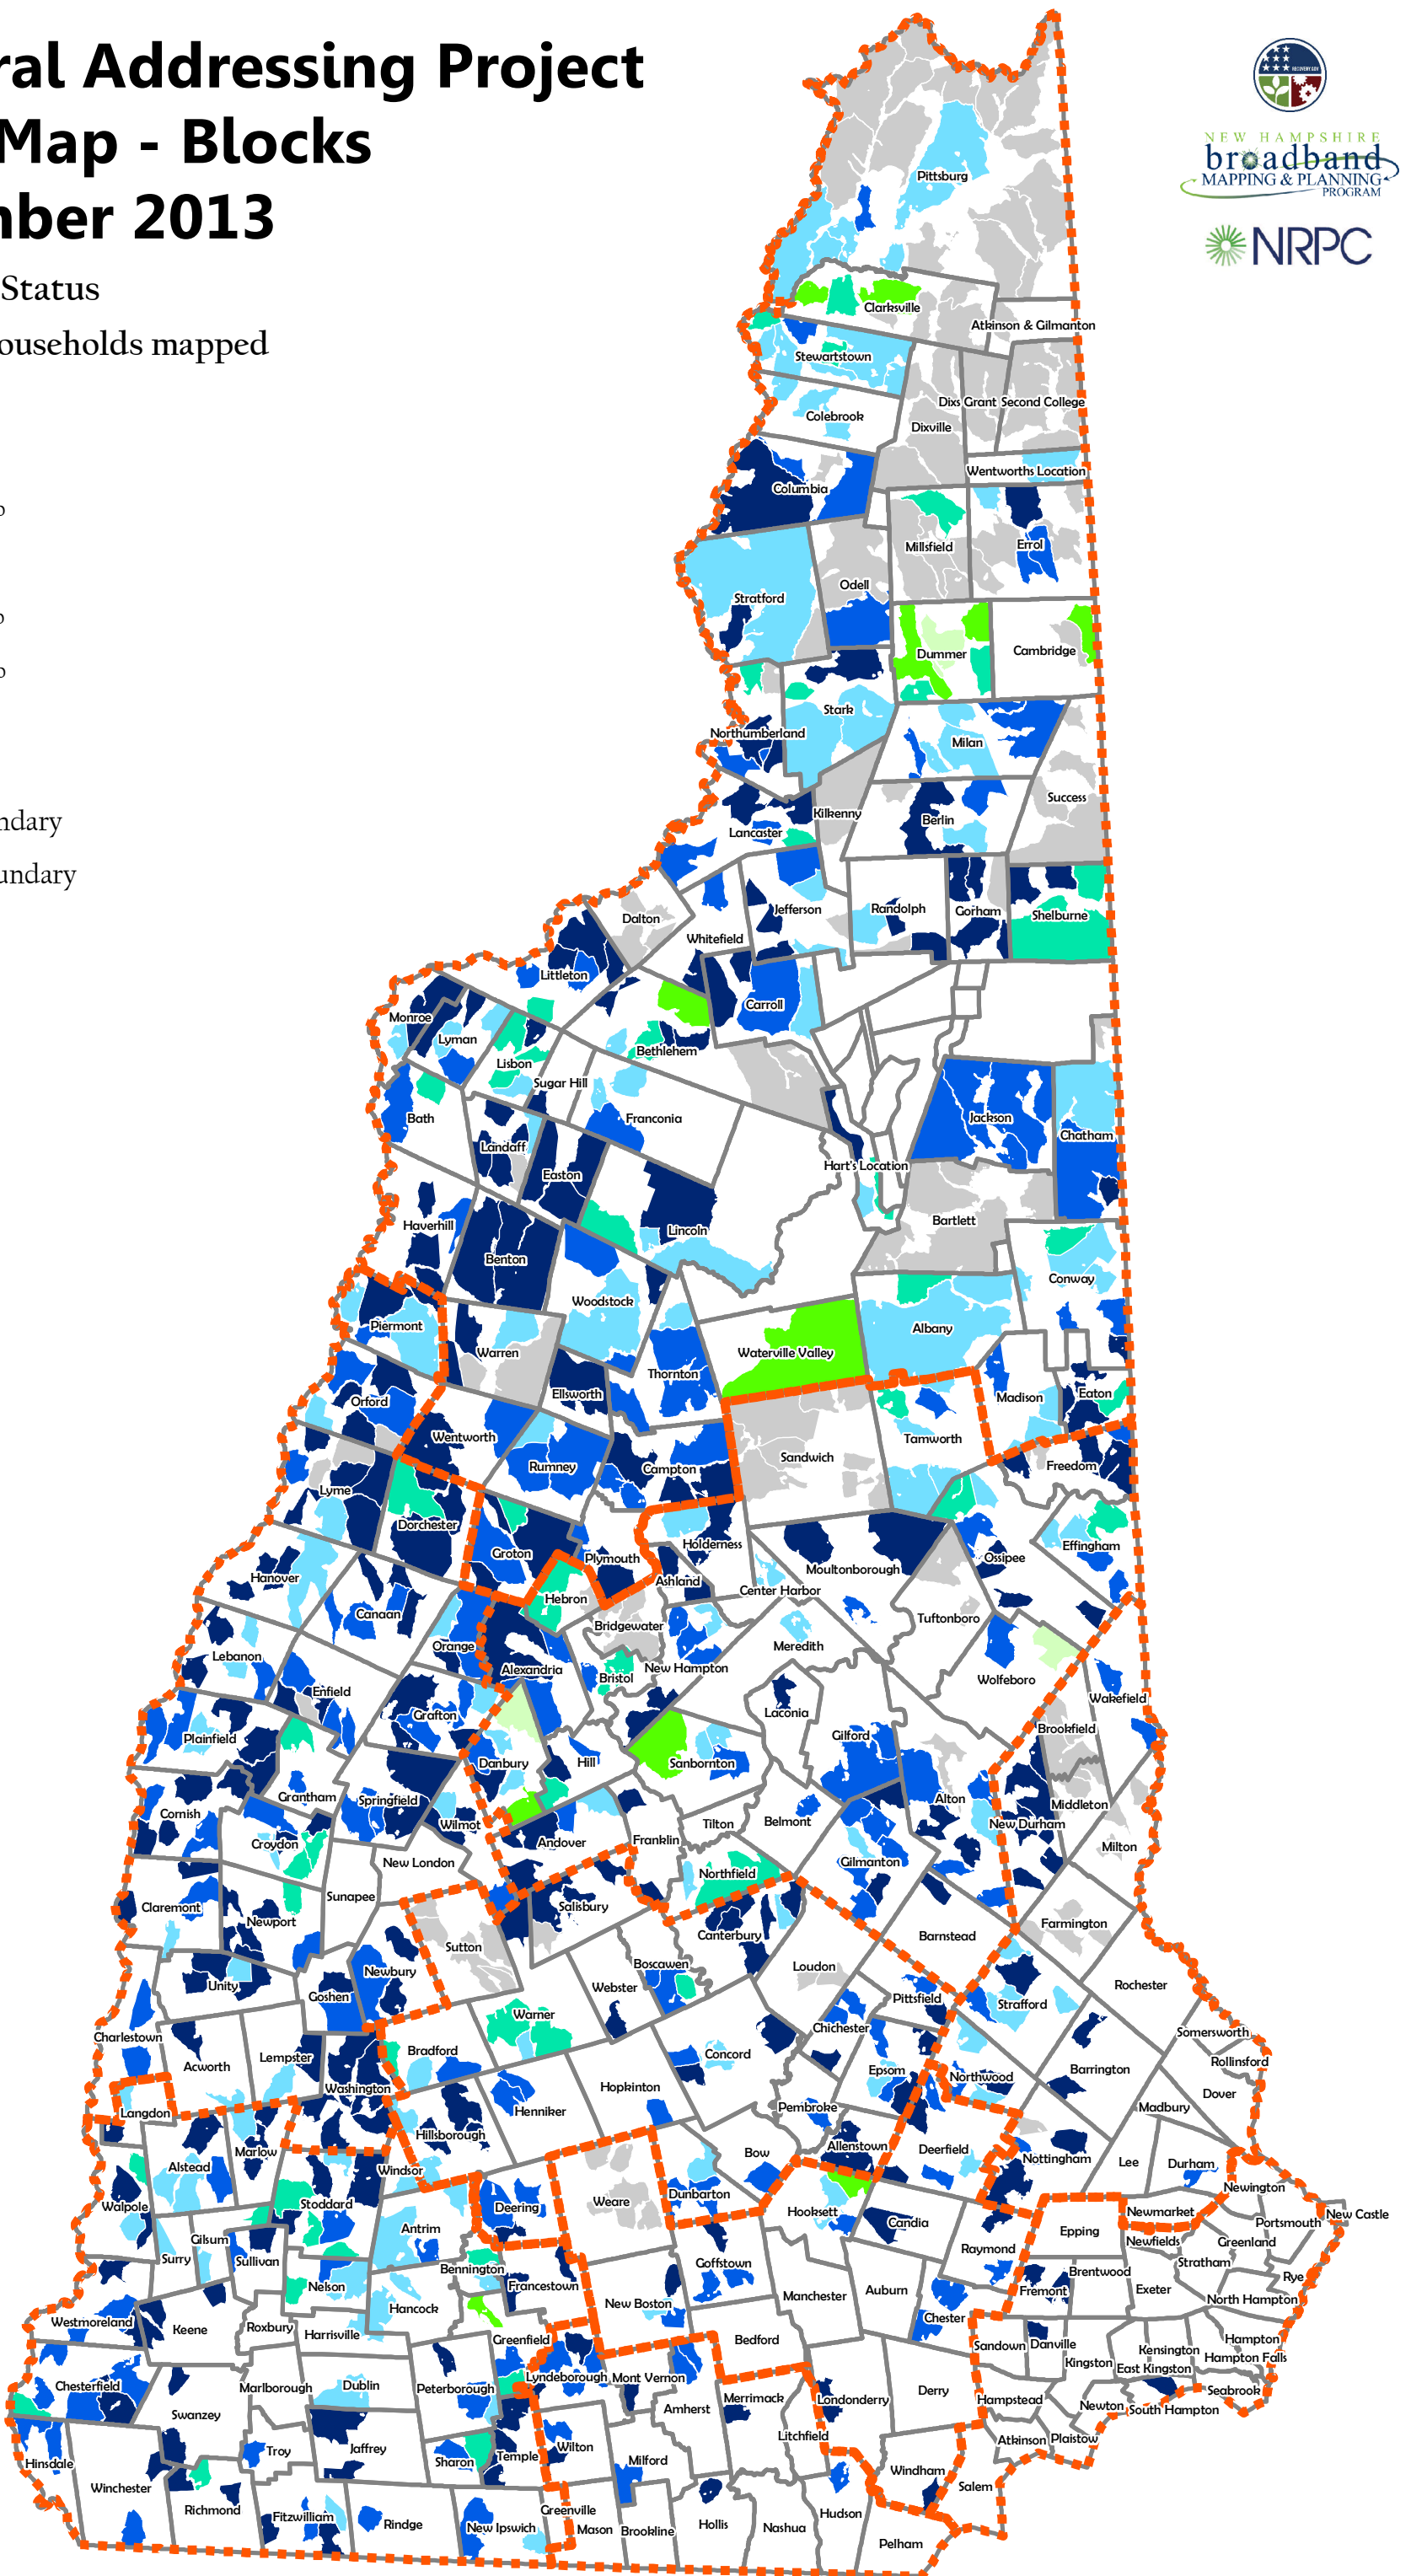 ral Addressing Project
Map - Blocks
mber 2013
Status
ouseholds mapped
ndary
undary
NEW HAMPSHIRE
broadband
MAPPING & PLANNING
PROGRAM
NRPC
Pittsburg
Clarksville
Atkinson & Gilmanton
Stewartstown
Dixs Grant
Second College
Colebrook
Dixville
Wentworths Location
Columbia
Errol
Millsfield
Odell
Stratford
Cambridge
Dummer
Stark
Northumberland
Milan
Success
Kilkenny
Berlin
Lancaster
Randolph
Jefferson
Gorham
Shelburne
Dalton
Whitefield
Littleton
Carroll
Monroe
Lyman
Bethlehem
Lisbon
Sugar Hill
Bath
Franconia
Jackson
Chatham
Landaff
Hart's Location
Easton
Bartlett
Haverhill
Lincoln
Benton
Conway
Woodstock
Piermont
Albany
Warren
Waterville Valley
Thornton
Ellsworth
Eaton
Madison
Orford
Wentworth
Tamworth
Sandwich
Freedom
Rumney
Campton
Lyme
Dorchester
Holderness
Effingham
Groton
Plymouth
Ossipee
Moultonborough
Hanover
Ashland
Center Harbor
Hebron
Canaan
Tuftonboro
Bridgewater
Orange
Meredith
Lebanon
New Hampton
Alexandria
Bristol
Wolfeboro
Enfield
Wakefield
Grafton
Laconia
Brookfield
Plainfield
Gilford
Danbury
Hill
Sanbornton
Grantham
Springfield
Alton
Middleton
Cornish
Belmont
Tilton
Wilmot
New Durham
Franklin
Andover
Croydon
Milton
New London
Gilmanton
Northfield
Sunapee
Claremont
Salisbury
Newport
Farmington
Canterbury
Barnstead
Sutton
Boscawen
Loudon
Newbury
Unity
Webster
Rochester
Goshen
Pittsfield
Strafford
Warner
Chichester
Somersworth
Charlestown
Bradford
Lempster
Concord
Rollinsford
Acworth
Epsom
Barrington
Northwood
Hopkinton
Washington
Dover
Pembroke
Madbury
Henniker
Langdon
Hillsborough
Allenstown
Deerfield
Marlow
Bow
Nottingham
Lee
Durham
Alstead
Windsor
Newington
Dunbarton
Weare
Stoddard
Walpole
Deering
Hooksett
Newmarket
New Castle
Candia
Portsmouth
Antrim
Epping
Gilsum
Newfields
Greenland
Raymond
Surry
Sullivan
Stratham
Goffstown
Bennington
Brentwood
Rye
Nelson
Francestown
Auburn
Fremont
Exeter
Manchester
North Hampton
New Boston
Hancock
Chester
Westmoreland
Roxbury
Keene
Harrisville
Hampton
Greenfield
Bedford
Sandown
Danville
Kensington
Hampton Falls
Kingston
East Kingston
Lyndeborough
Mont Vernon
Chesterfield
Dublin
Marlborough
Peterborough
Seabrook
Derry
Londonderry
Merrimack
Hampstead
Newton
South Hampton
Amherst
Swanzey
Litchfield
Plaistow
Atkinson
Wilton
Jaffrey
Troy
Temple
Milford
Sharon
Hinsdale
Windham
Salem
Winchester
Richmond
Greenville
Hudson
Fitzwilliam
Rindge
Hollis
New Ipswich
Nashua
Mason
Brookline
Pelham